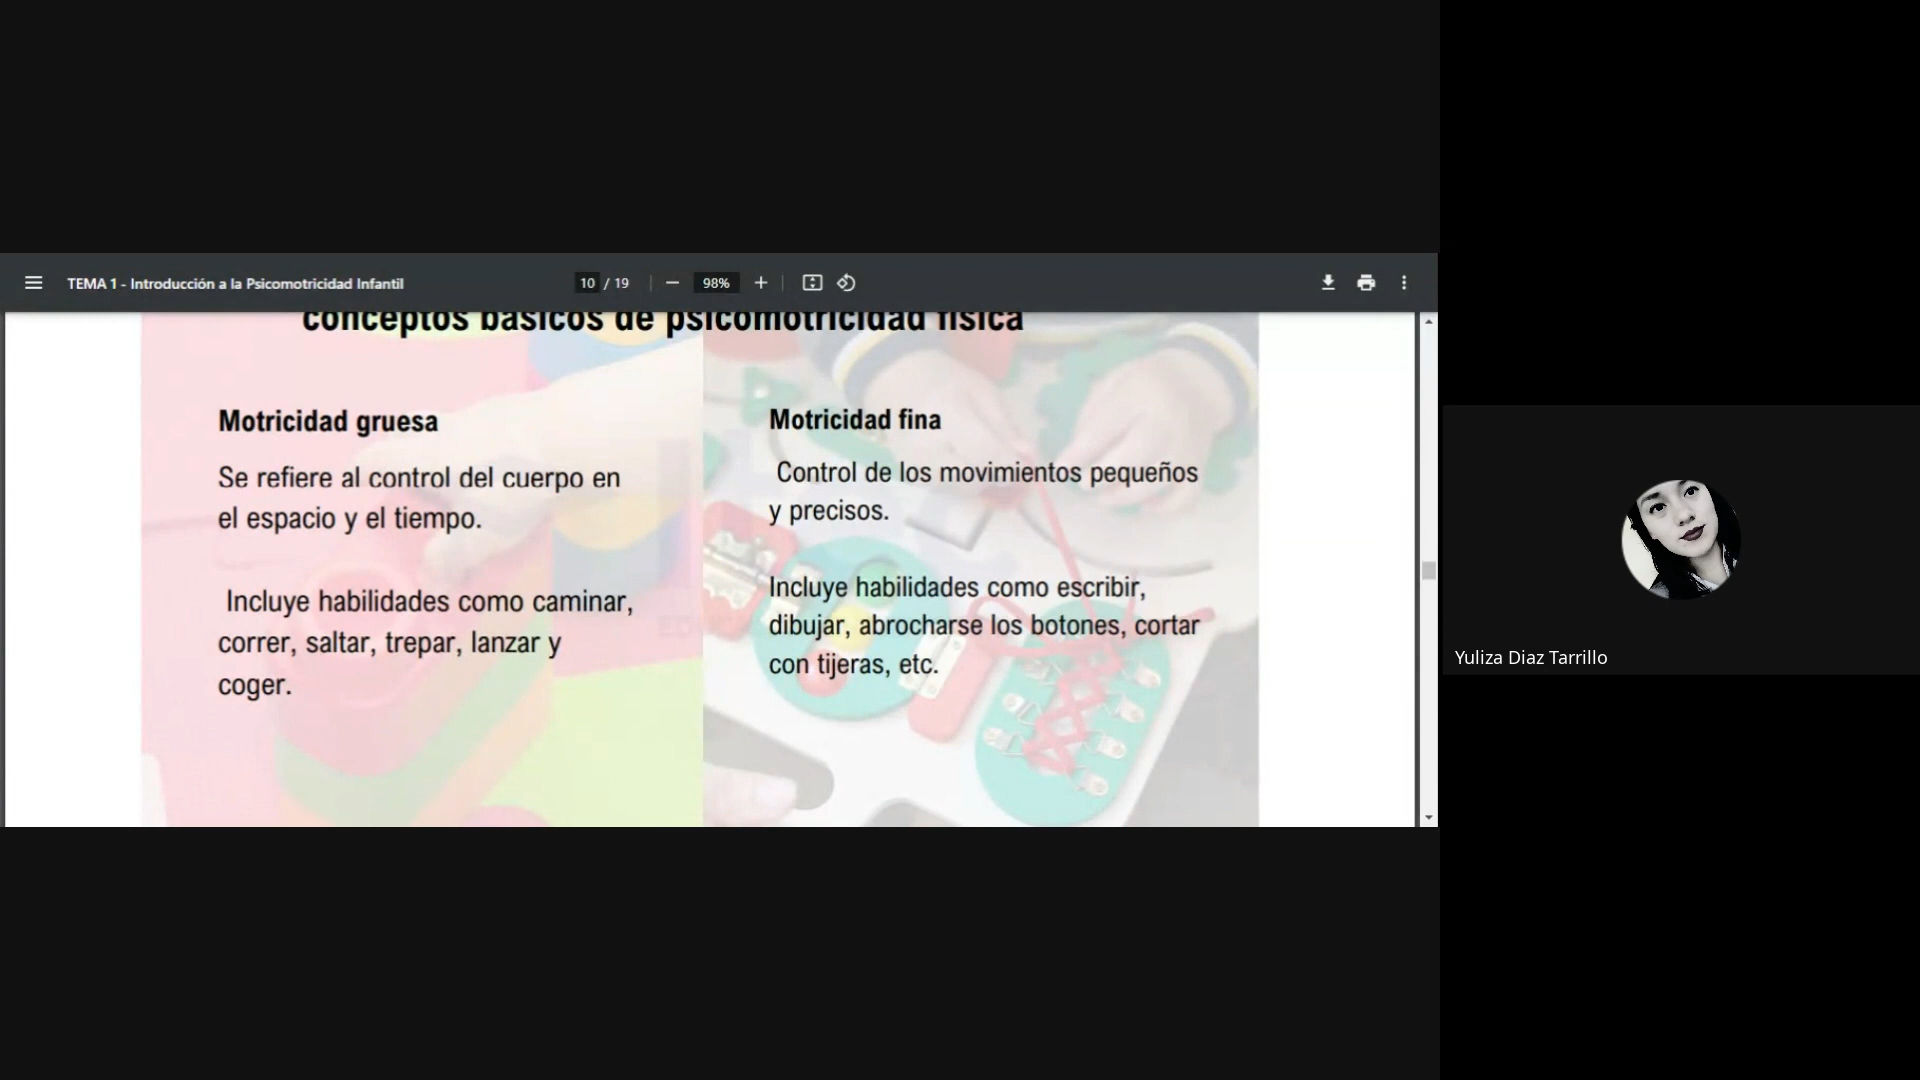 TEMA 1 - Introducción a la Psicomotricidad Infantil
10 / 19
98%
conceptos básicos de psicomotricidad física
Motricidad gruesa
Se refiere al control del cuerpo en
el espacio y el tiempo.
Incluye habilidades como caminar,
correr, saltar, trepar, lanzar y
coger.
Motricidad fina
Control de los movimientos pequeños
y precisos.
Incluye habilidades como escribir,
dibujar, abrocharse los botones, cortar
con tijeras, etc.
Yuliza Diaz Tarrillo